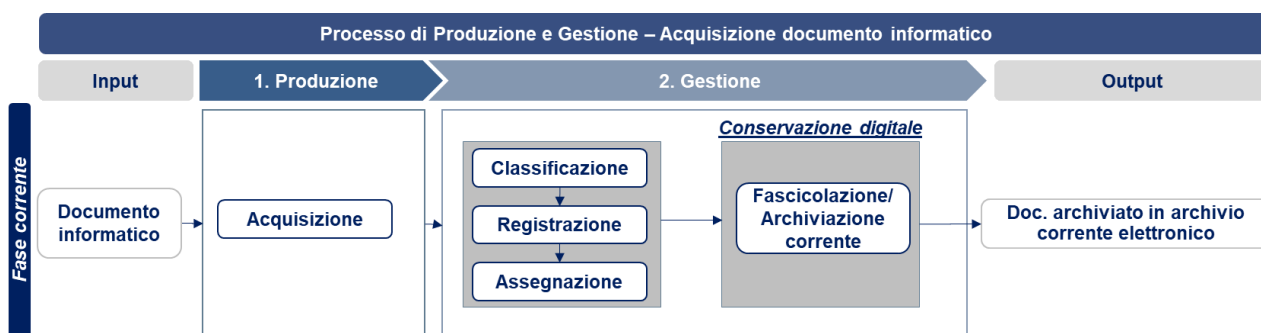 Processo di Produzione e Gestione – Acquisizione documento informatico
Input
1. Produzione
2. Gestione
Output
Fase corrente
Documento
informatico
Acquisizione
Classificazione
Registrazione
Assegnazione
Conservazione digitale
Fascicolazione/
Archiviazione
corrente
Doc. archiviato in archivio
corrente elettronico